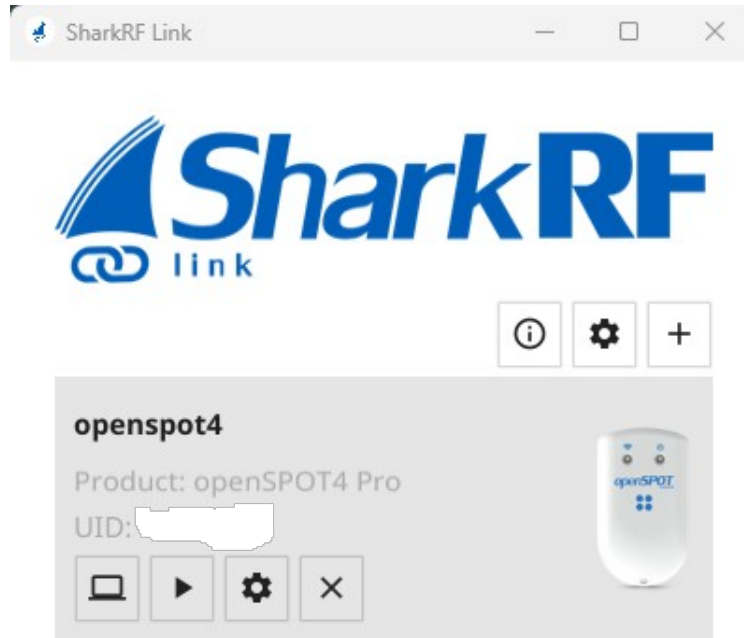 SharkRF Link
SharkRF
link
openspot4
Product: openSPOT4 Pro
UID:
openSPOT